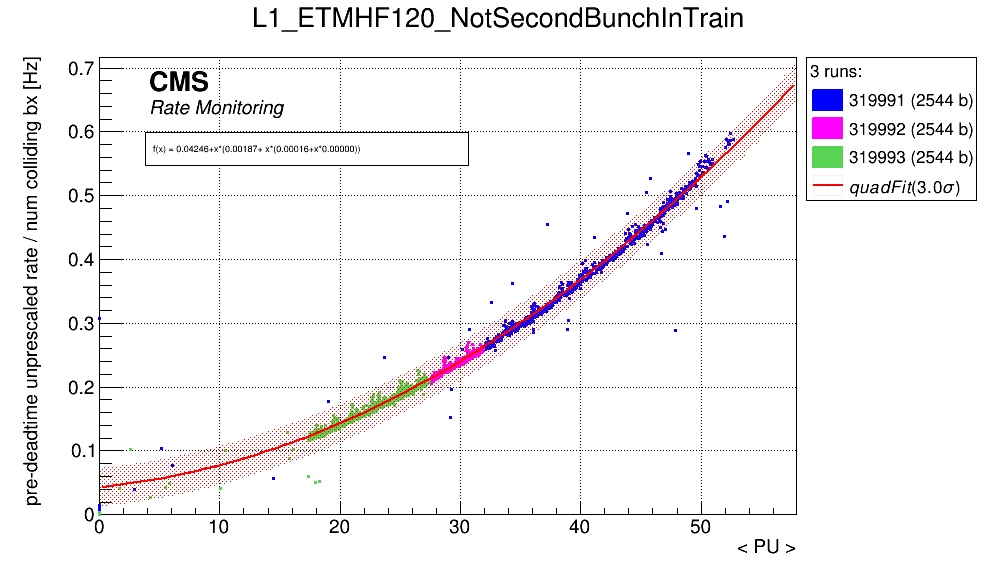 L1_ETMHF120_NotSecondBunchInTrain
pre-deadtime unprescaled rate / num colliding bx [Hz]
CMS
Rate Monitoring
f(x) = 0.04246+x*(0.00187+ x*(0.00016+x*0.00000))
0.7
0.6
0.5
0.4
0.3
0.2
0.1
0
0 10 20 30 40 50
< PU >
3 runs:
319991 (2544 b)
319992 (2544 b)
319993 (2544 b)
quadFit(3.0σ)